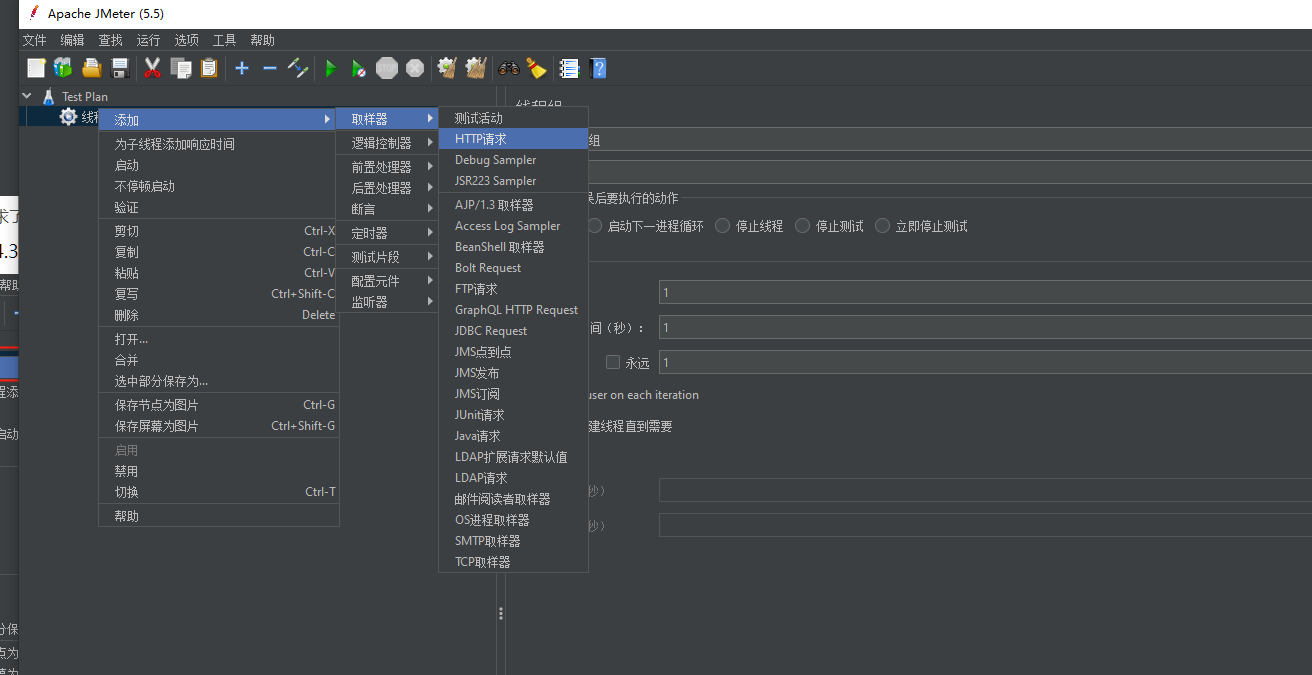 Apache JMeter (5.5)
文件 编辑 查找 运行 选项 工具 帮助
STOP
Test Plan
线程组
线程
添加
为子线程添加响应时间
启动
不停顿启动
验证
剪切 Ctrl-X
复制 Ctrl-C
粘贴 Ctrl-V
复写 Ctrl+Shift-C
删除 Delete
打开...
合并
选中部分保存为...
保存节点为图片 Ctrl-G
保存屏幕为图片 Ctrl+Shift-G
启用
禁用
切换 Ctrl-T
帮助
取样器
逻辑控制器
前置处理器
后置处理器
断言
定时器
测试片段
配置元件
监听器
测试活动
HTTP请求
Debug Sampler
JSR223 Sampler
AJP/1.3 取样器
Access Log Sampler
BeanShell 取样器
Bolt Request
FTP请求
GraphQL HTTP Request
JDBC Request
JMS点到点
JMS发布
JMS订阅
JUnit请求
Java请求
LDAP扩展请求默认值
LDAP请求
邮件阅读者取样器
OS进程取样器
SMTP取样器
TCP取样器
组
后要执行的动作
启动下一进程循环 停止线程 停止测试 立即停止测试
1
间（秒）： 1
永远 1
user on each iteration
建线程直到需要
秒）
秒）
求了
4.3
帮助
程添
启动
分保
点为